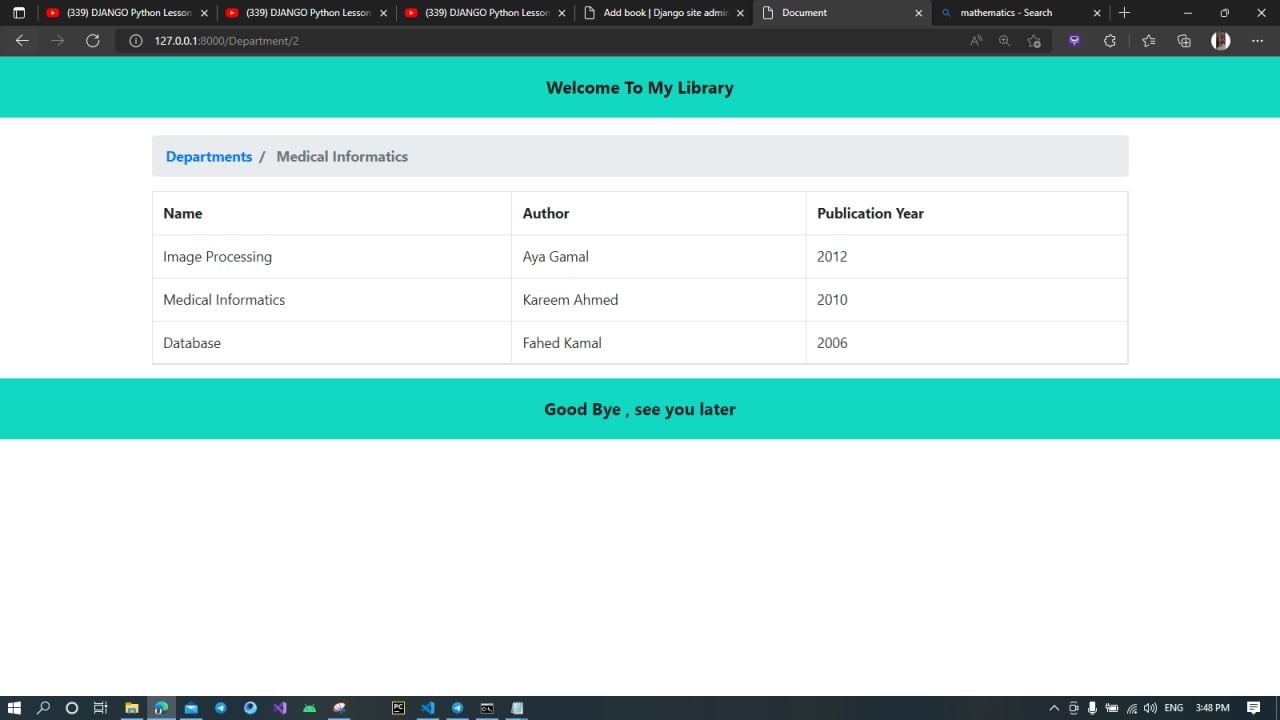 (339) DJANGO Python Lesson
(339) DJANGO Python Lesson
(339) DJANGO Python Lesson
Add book | Django site admin
Document
mathematics - Search
127.0.0.1:8000/Department/2
Welcome To My Library
Departments / Medical Informatics
Name Author Publication Year
Image Processing Aya Gamal 2012
Medical Informatics Kareem Ahmed 2010
Database Fahed Kamal 2006
Good Bye , see you later
PC
ENG 3:48 PM